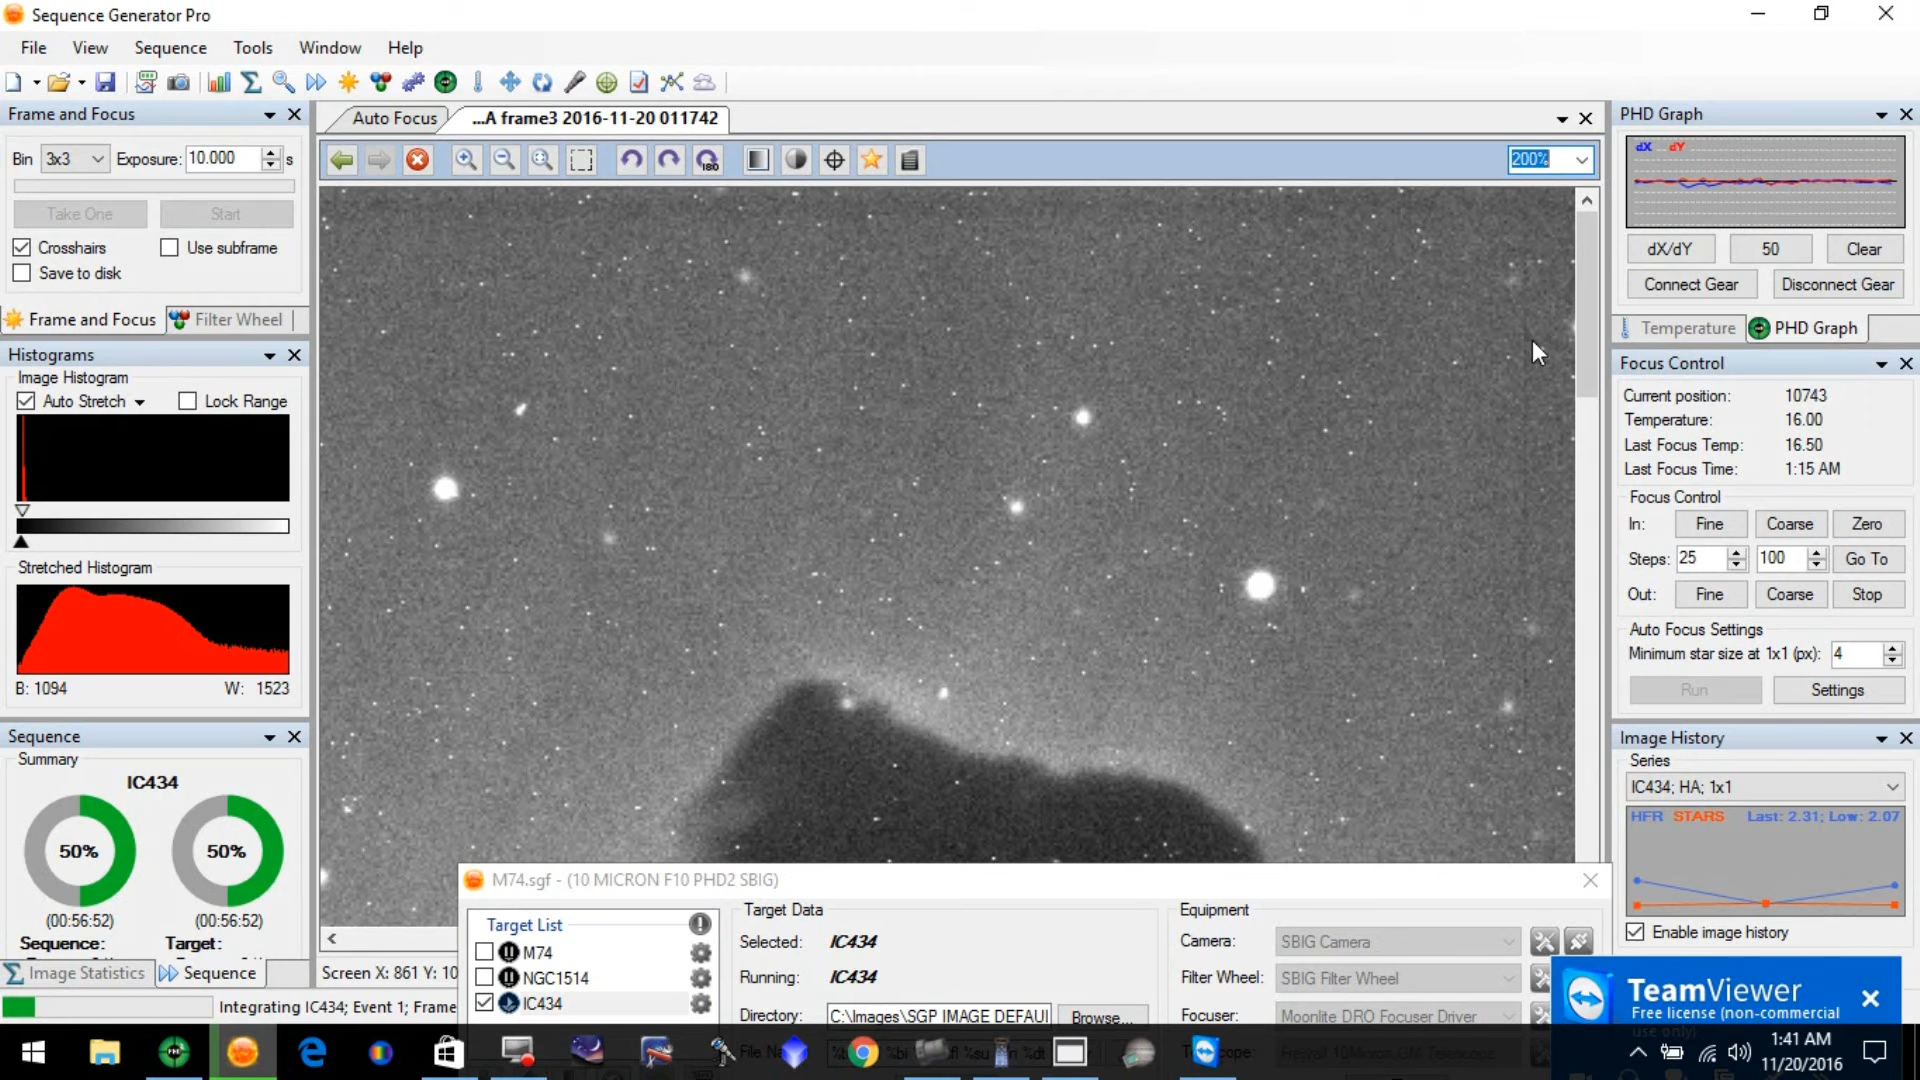 Sequence Generator Pro
File View Sequence Tools Window Help
Frame and Focus
Bin 3x3 Exposure: 10.000 s
Take One Start
Crosshairs Use subframe
Save to disk
Frame and Focus Filter Wheel
Histograms
Image Histogram
Auto Stretch Lock Range
Stretched Histogram
B: 1094 W: 1523
Sequence
Summary
IC434
50% 50%
(00:56:52) (00:56:52)
Sequence: Target:
Image Statistics Sequence
Integrating IC434; Event 1; Frame
Auto Focus ...A frame3 2016-11-20 011742
180
200%
Screen X: 861 Y: 10
M74.sgf - (10 MICRON F10 PHD2 SBIG)
Target List
M74
NGC1514
IC434
Target Data
Selected: IC434
Running: IC434
Directory: C:\Images\SGP IMAGE DEFAUI Browse...
Equipment
Camera: SBIG Camera
Filter Wheel: SBIG Filter Wheel
Focuser: Moonlite DRO Focuser Driver
PHD Graph
dX dY
dX/dY 50 Clear
Connect Gear Disconnect Gear
Temperature PHD Graph
Focus Control
Current position: 10743
Temperature: 16.00
Last Focus Temp: 16.50
Last Focus Time: 1:15 AM
Focus Control
In: Fine Coarse Zero
Steps: 25 100 Go To
Out: Fine Coarse Stop
Auto Focus Settings
Minimum star size at 1x1 (px): 4
Run Settings
Image History
Series
IC434; HA; 1x1
HFR STARS Last: 2.31; Low: 2.07
Enable image history
TeamViewer
Free license (non-commercial
use only)
1:41 AM
11/20/2016